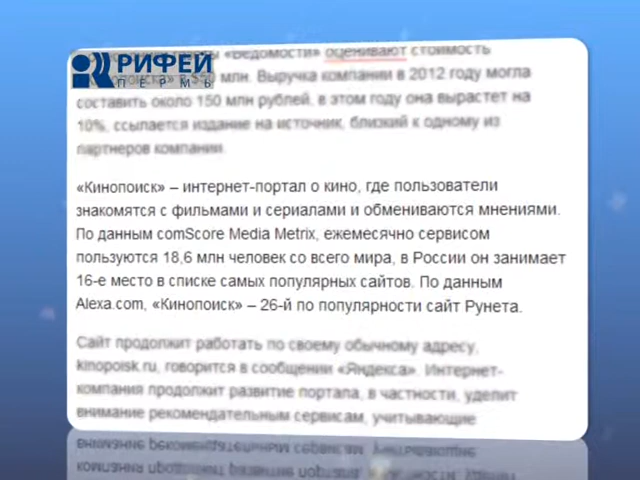 РИФЕЙ
ПЕРМЬ
«Ведомости» оценивают стоимость
млн. Выручка компании в 2012 году могла
составить около 150 млн рублей, в этом году она вырастет на
10%, ссылается издание на источник, близкий к одному из
партнеров компании.
«Кинопоиск» – интернет-портал о кино, где пользователи
знакомятся с фильмами и сериалами и обмениваются мнениями.
По данным comScore Media Metrix, ежемесячно сервисом
пользуются 18,6 млн человек со всего мира, в России он занимает
16-е место в списке самых популярных сайтов. По данным
Alexa.com, «Кинопоиск» – 26-й по популярности сайт Рунета.
Сайт продолжит работать по своему обычному адресу,
kinopoisk.ru, говорится в сообщении «Яндекса». Интернет-
компания продолжит развитие портала, в частности, уделит
внимание рекомендательным сервисам, учитывающие